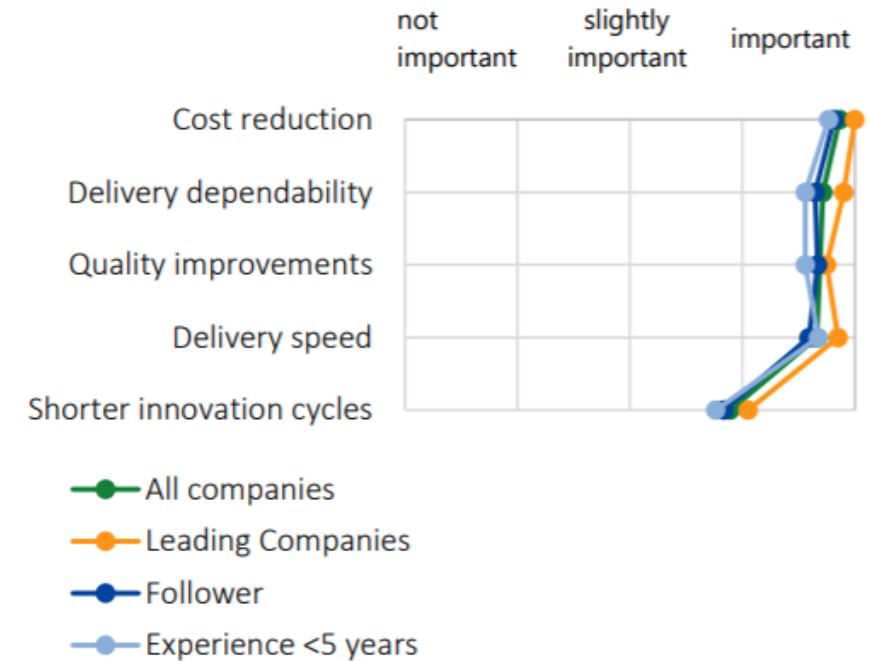 not
important
slightly
important
important
Cost reduction
Delivery dependability
Quality improvements
Delivery speed
Shorter innovation cycles
All companies
Leading Companies
Follower
Experience <5 years